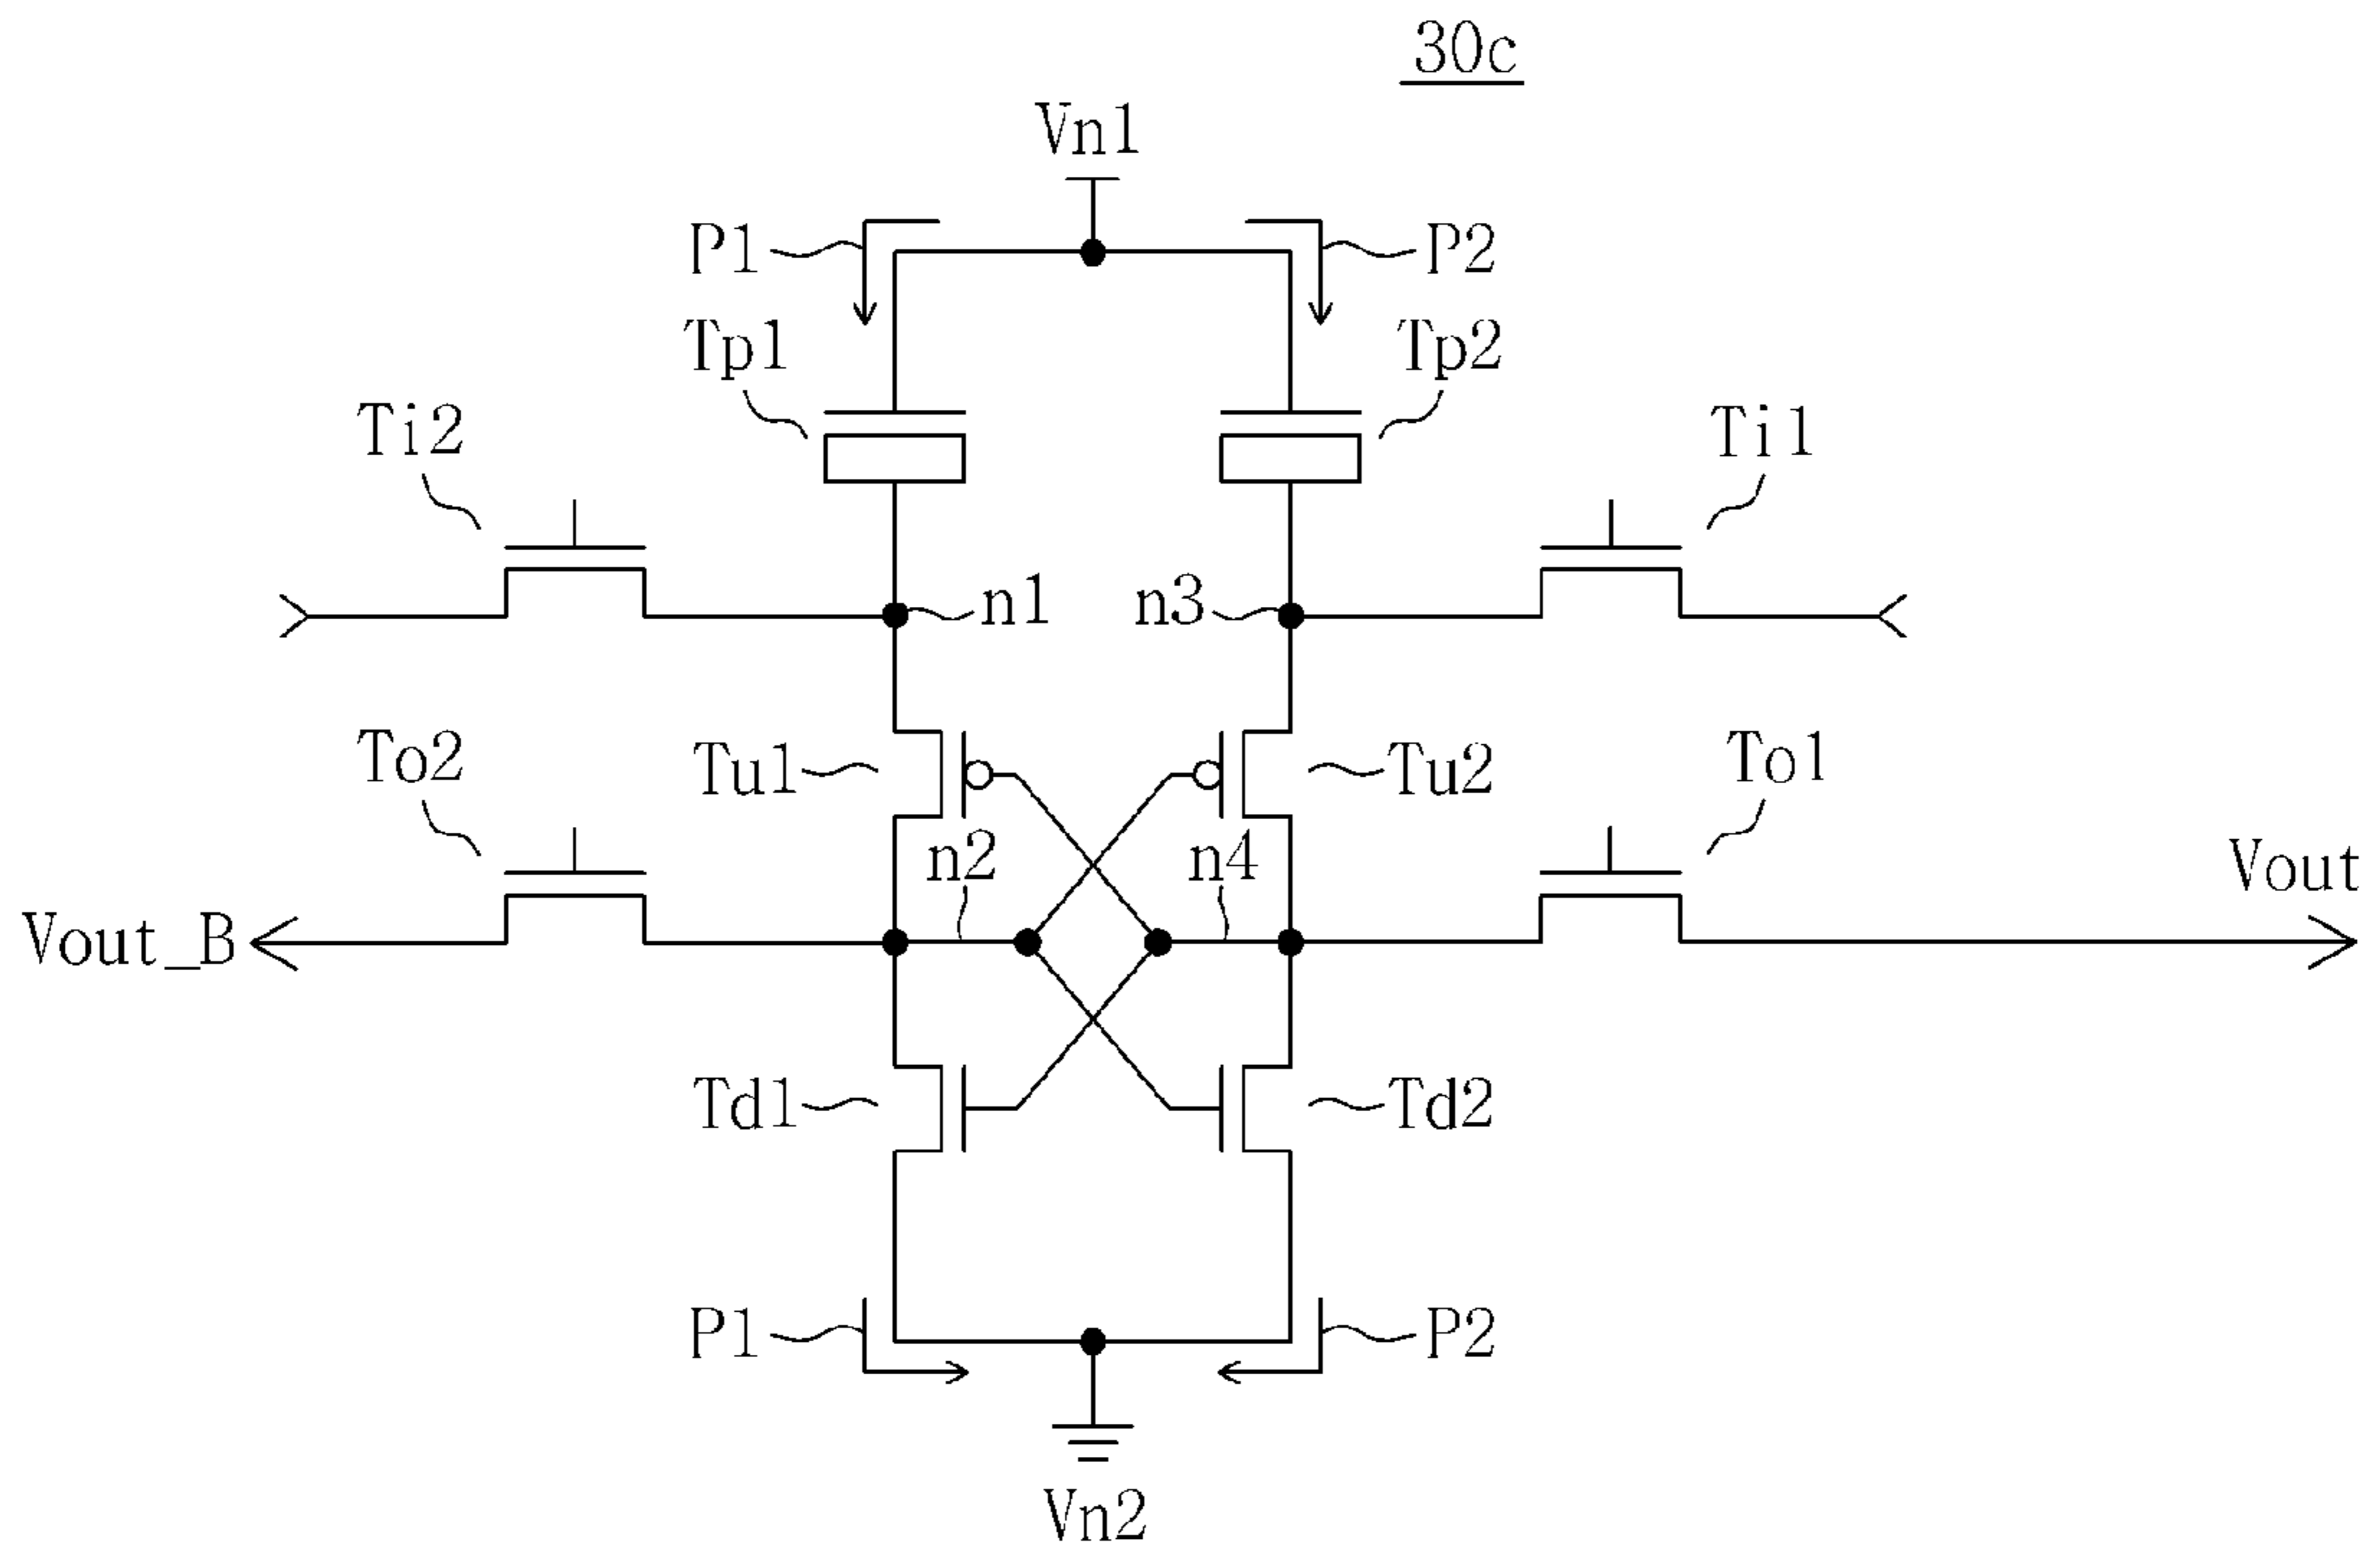 30c
Vn1
P1
P2
Tp1
Tp2
Ti2
Ti1
n1
n3
To2
Tu1
Tu2
To1
n2
n4
Vout
Vout_B
Td1
Td2
P1
P2
Vn2